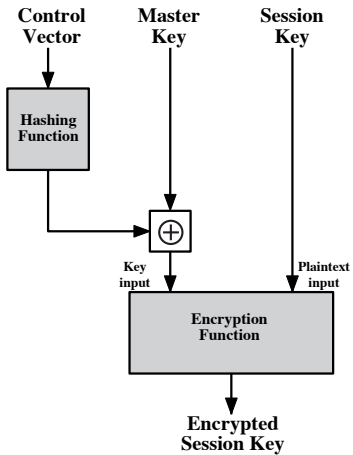 Control
Vector
Master
Key
Session
Key
Hashing
Function
Key
input
Plaintext
input
Encryption
Function
Encrypted
Session Key